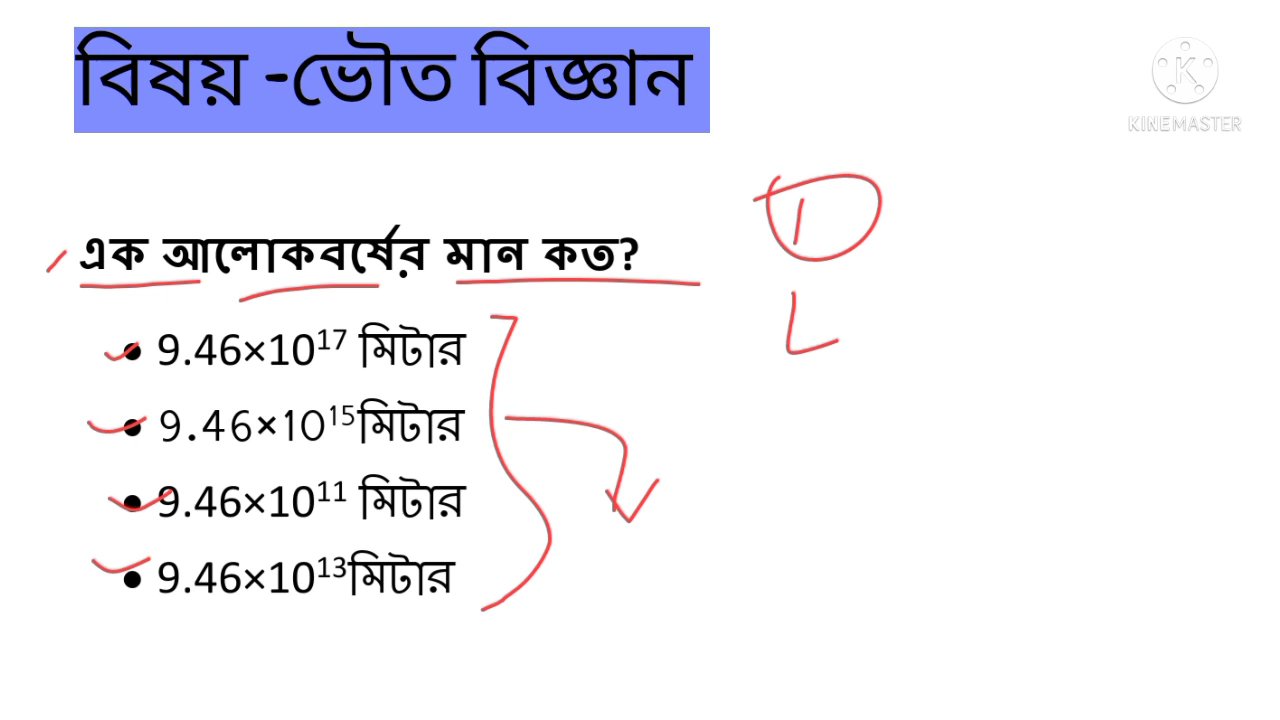 বিষয় -ভৌত বিজ্ঞান
KINEMASTER
এক আলোকবর্ষের মান কত?
• 9.46×10¹⁷ মিটার
• 9.46×10¹⁵মিটার
• 9.46×10¹¹ মিটার
• 9.46×10¹³মিটার